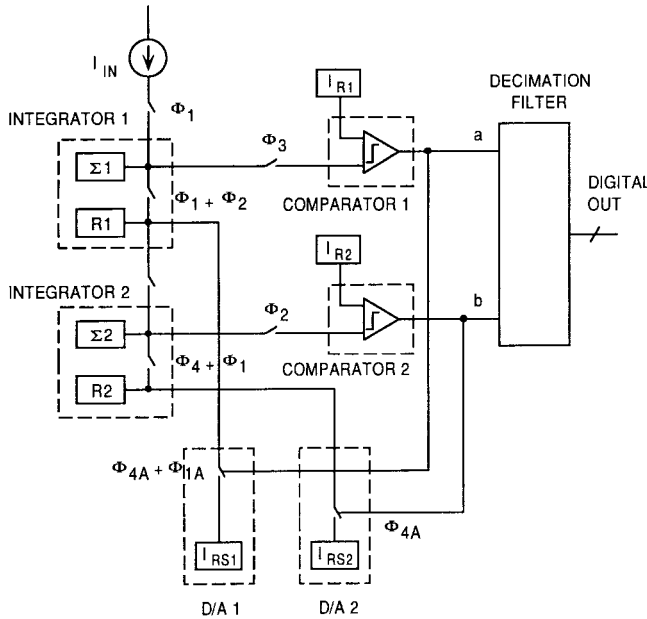 I IN
Φ1
INTEGRATOR 1
Σ1
Φ1 + Φ2
R1
Φ3
I R1
COMPARATOR 1
a
DECIMATION
FILTER
DIGITAL
OUT
INTEGRATOR 2
Σ2
Φ4 + Φ1
R2
Φ2
I R2
COMPARATOR 2
b
Φ4A + Φ1A
Φ4A
I RS1
I RS2
D/A 1
D/A 2